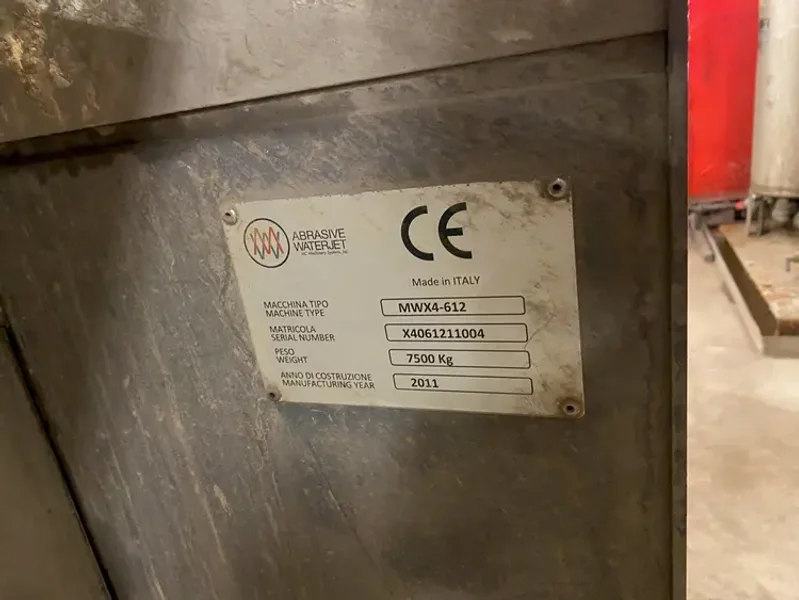 ABRASIVE
WATERJET
CE
Made in ITALY
MACCHINA TIPO
MACHINE TYPE
MWX4-612
MATRICOLA
SERIAL NUMBER
X4061211004
PESO
WEIGHT
7500 Kg
ANNO DI COSTRUZIONE
MANUFACTURING YEAR
2011